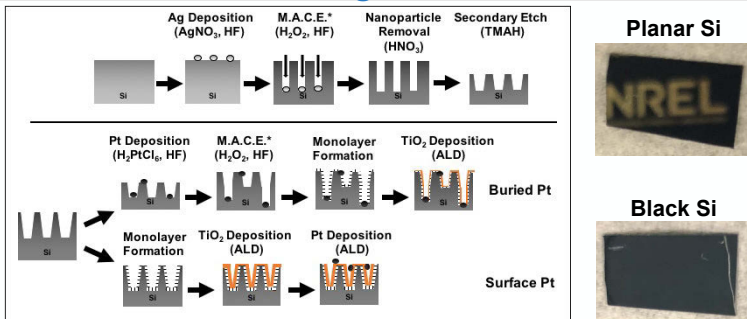 Ag Deposition
(AgNO₃, HF)
M.A.C.E.*
(H₂O₂, HF)
Nanoparticle
Removal
(HNO₃)
Secondary Etch
(TMAH)
Si
Si
Si
Si
Si
Pt Deposition
(H₂PtCl₆, HF)
M.A.C.E.*
(H₂O₂, HF)
Monolayer
Formation
TiO₂ Deposition
(ALD)
Si
Si
Si
Si
Buried Pt
Si
Monolayer
Formation
TiO₂ Deposition
(ALD)
Pt Deposition
(ALD)
Si
Si
Si
Surface Pt
Planar Si
NREL
Black Si